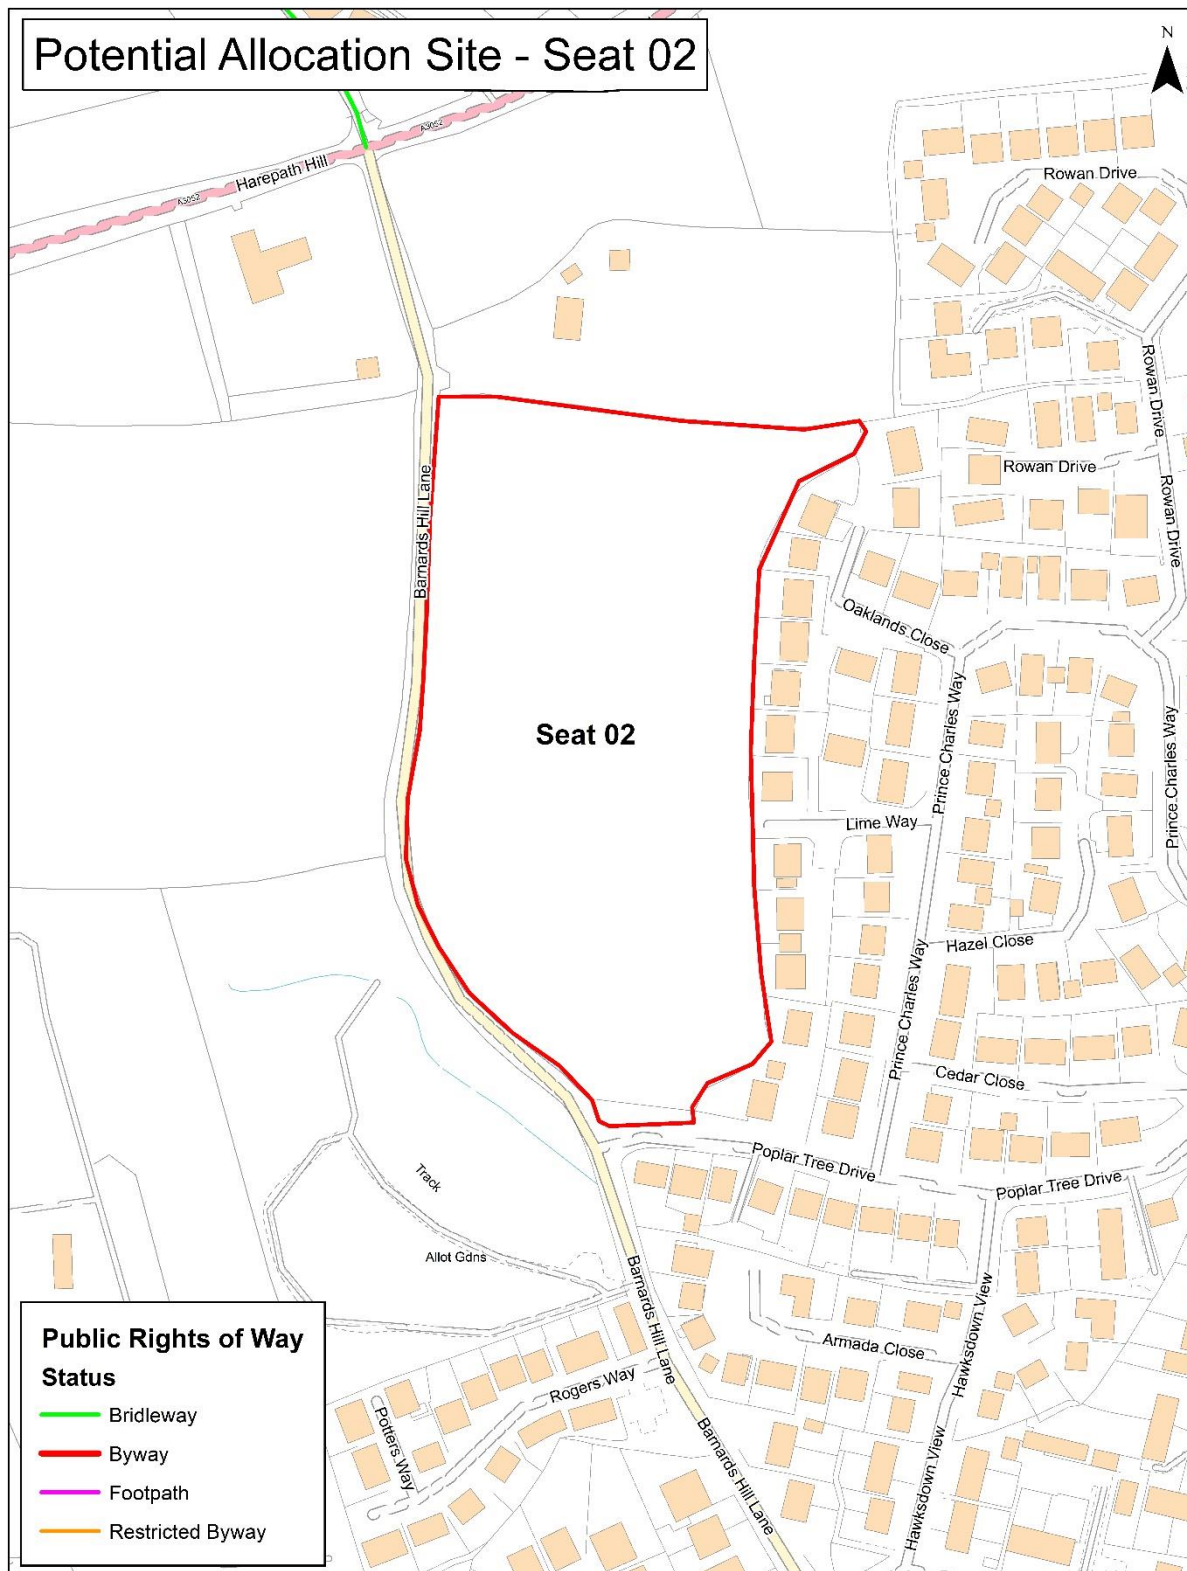 Potential Allocation Site - Seat 02
N
A3052
Harepath Hill
A3052
Rowan Drive
Rowan Drive
Rowan Drive
Rowan Drive
Barnards Hill Lane
Oaklands Close
Prince Charles Way
Prince Charles Way
Seat 02
Lime Way
Hazel Close
Prince Charles Way
Cedar Close
Poplar Tree Drive
Poplar Tree Drive
Track
Allot Gdns
Barnards Hill Lane
Armada Close
Hawksdown View
Rogers Way
Potters Way
Barnards Hill Lane
Hawksdown View
Public Rights of Way
Status
Bridleway
Byway
Footpath
Restricted Byway